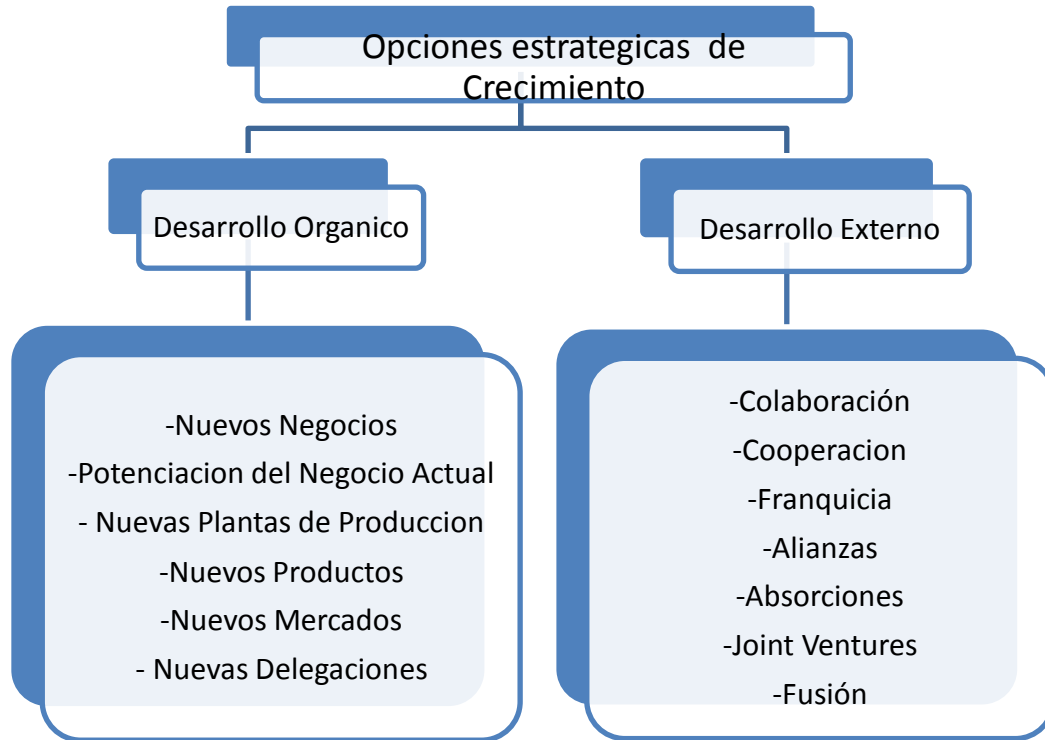 Opciones estrategicas de
Crecimiento
Desarrollo Organico
Desarrollo Externo
-Nuevos Negocios
-Potenciacion del Negocio Actual
- Nuevas Plantas de Produccion
-Nuevos Productos
-Nuevos Mercados
- Nuevas Delegaciones
-Colaboración
-Cooperacion
-Franquicia
-Alianzas
-Absorciones
-Joint Ventures
-Fusión